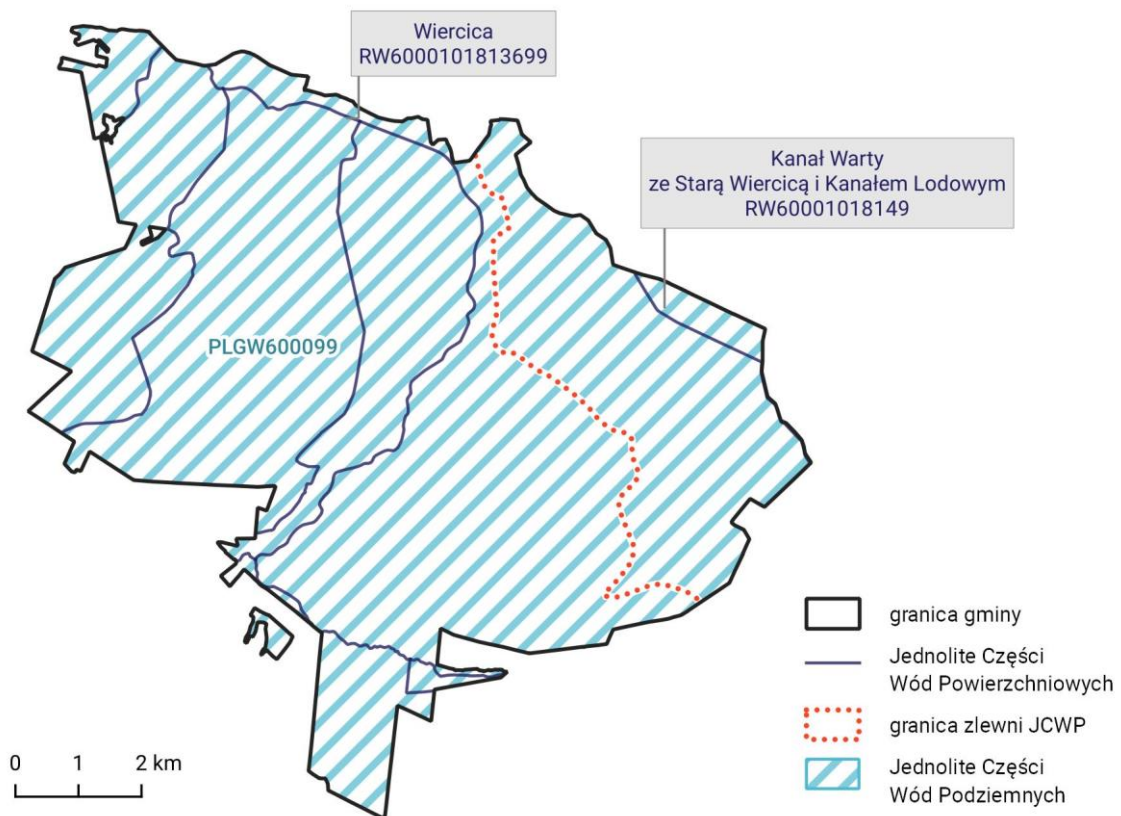 Wiercica
RW6000101813699
Kanał Warty
ze Starą Wiercicą i Kanałem Lodowym
RW60001018149
PLGW600099
granica gminy
Jednolite Części
Wód Powierzchniowych
granica zlewni JCWP
Jednolite Części
Wód Podziemnych
0 1 2 km